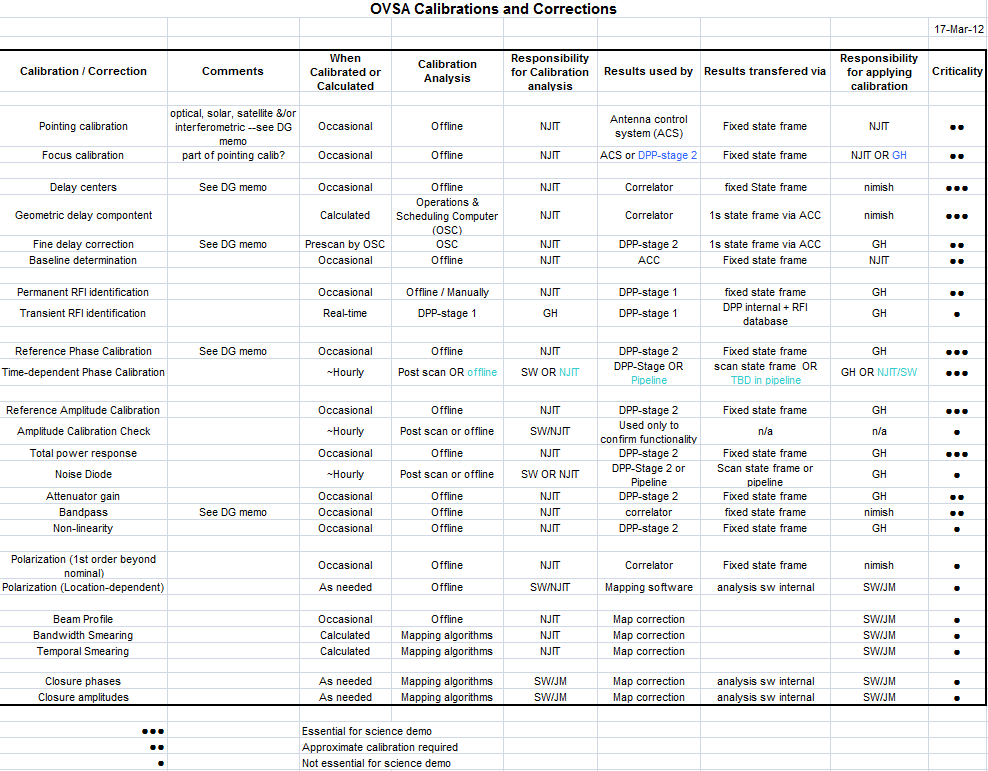 OVSA Calibrations and Corrections
17-Mar-12
Calibration / Correction Comments When Calibrated or Calculated Calibration Analysis Responsibility for Calibration analysis Results used by Results transfered via Responsibility for applying calibration Criticality
Pointing calibration optical, solar, satellite &/or interferometric --see DG memo Occasional Offline NJIT Antenna control system (ACS) Fixed state frame NJIT ●●
Focus calibration part of pointing calib? Occasional Offline NJIT ACS or DPP-stage 2 Fixed state frame NJIT OR GH ●●
Delay centers See DG memo Occasional Offline NJIT Correlator fixed State frame nimish ●●●
Geometric delay compontent Calculated Operations & Scheduling Computer (OSC) NJIT Correlator 1s state frame via ACC nimish ●●●
Fine delay correction See DG memo Prescan by OSC OSC NJIT DPP-stage 2 1s state frame via ACC GH ●●
Baseline determination Occasional Offline NJIT ACC Fixed state frame NJIT ●●
Permanent RFI identification Occasional Offline / Manually NJIT DPP-stage 1 fixed state frame GH ●●
Transient RFI identification Real-time DPP-stage 1 GH DPP-stage 1 DPP internal + RFI database GH ●
Reference Phase Calibration See DG memo Occasional Offline NJIT DPP-stage 2 Fixed state frame GH ●●●
Time-dependent Phase Calibration ~Hourly Post scan OR offline SW OR NJIT DPP-Stage OR Pipeline scan state frame OR TBD in pipeline GH OR NJIT/SW ●●●
Reference Amplitude Calibration Occasional Offline NJIT DPP-stage 2 Fixed state frame GH ●●●
Amplitude Calibration Check ~Hourly Post scan or offline SW/NJIT Used only to confirm functionality n/a n/a ●
Total power response Occasional Offline NJIT DPP-stage 2 Fixed state frame GH ●●●
Noise Diode ~Hourly Post scan or offline SW OR NJIT DPP-Stage 2 or Pipeline Scan state frame or pipeline GH ●
Attenuator gain Occasional Offline NJIT DPP-stage 2 Fixed state frame GH ●●
Bandpass See DG memo Occasional Offline NJIT correlator fixed state frame nimish ●●
Non-linearity Occasional Offline NJIT DPP-stage 2 Fixed state frame GH ●
Polarization (1st order beyond nominal) Occasional Offline NJIT Correlator Fixed state frame nimish ●
Polarization (Location-dependent) As needed Offline SW/NJIT Mapping software analysis sw internal SW/JM ●
Beam Profile Occasional Offline NJIT Map correction SW/JM ●
Bandwidth Smearing Calculated Mapping algorithms NJIT Map correction SW/JM ●
Temporal Smearing Calculated Mapping algorithms NJIT Map correction SW/JM ●
Closure phases As needed Mapping algorithms SW/JM Map correction analysis sw internal SW/JM ●
Closure amplitudes As needed Mapping algorithms SW/JM Map correction analysis sw internal SW/JM ●
●●● Essential for science demo
●● Approximate calibration required
● Not essential for science demo